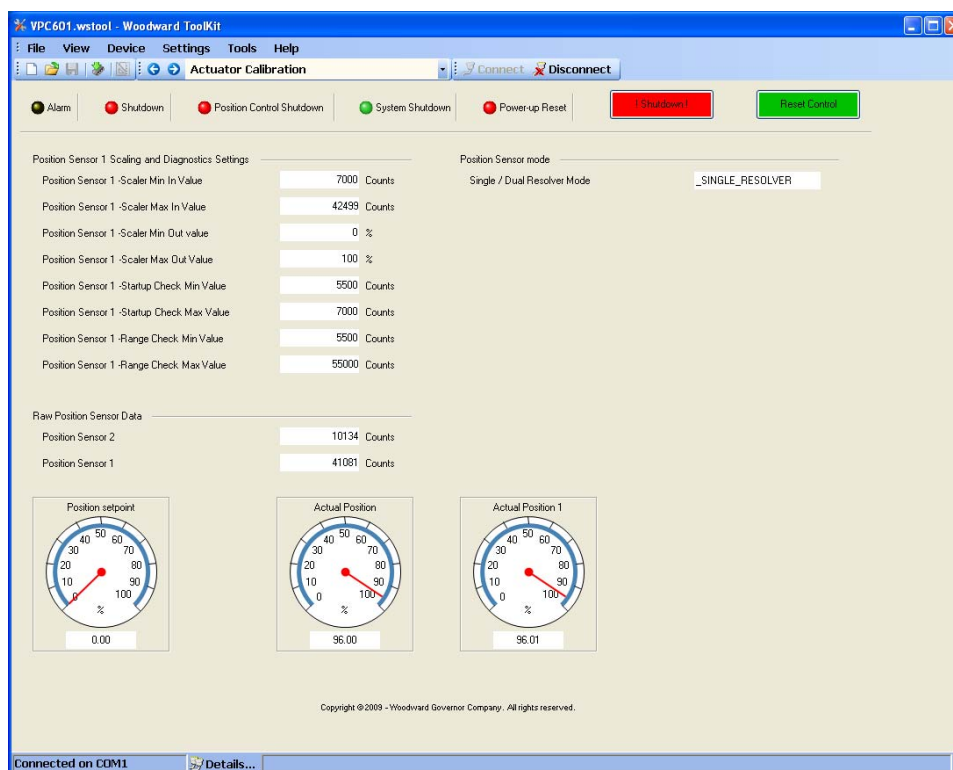 VPC601.wstool - Woodward ToolKit
File View Device Settings Tools Help
Actuator Calibration Connect Disconnect
Alarm Shutdown Position Control Shutdown System Shutdown Power-up Reset ! Shutdown ! Reset Control
Position Sensor 1 Scaling and Diagnostics Settings
Position Sensor 1 -Scaler Min In Value 7000 Counts
Position Sensor 1 -Scaler Max In Value 42499 Counts
Position Sensor 1 -Scaler Min Out value 0 %
Position Sensor 1 -Scaler Max Out Value 100 %
Position Sensor 1 -Startup Check Min Value 5500 Counts
Position Sensor 1 -Startup Check Max Value 7000 Counts
Position Sensor 1 -Range Check Min Value 5500 Counts
Position Sensor 1 -Range Check Max Value 55000 Counts
Position Sensor mode
Single / Dual Resolver Mode _SINGLE_RESOLVER
Raw Position Sensor Data
Position Sensor 2 10134 Counts
Position Sensor 1 41081 Counts
Position setpoint
0 10 20 30 40 50 60 70 80 90 100
%
0.00
Actual Position
0 10 20 30 40 50 60 70 80 90 100
%
96.00
Actual Position 1
0 10 20 30 40 50 60 70 80 90 100
%
96.01
Copyright ©2009 - Woodward Governor Company. All rights reserved.
Connected on COM1 Details...